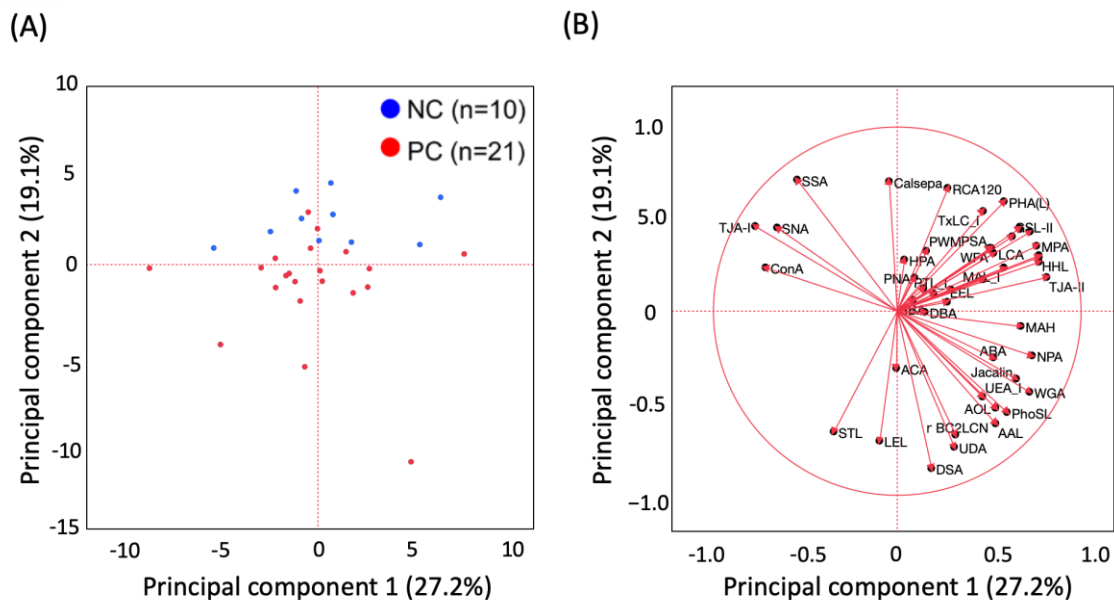 (A)
(B)
10
5
0
-5
-10
-15
Principal component 2 (19.1%)
NC (n=10)
PC (n=21)
-10
-5
0
5
10
Principal component 1 (27.2%)
1.0
5.0
0
-0.5
−1.0
Principal component 2 (19.1%)
SSA
Calsepa
RCA120
PHA(L)
TxLC_I
TJA-I
SNA
SL-II
PWMPSA
MPA
WFA
LCA
HPA
HHL
ConA
PNA
PTL_I
MAL_I
TJA-II
EEL
DBA
MAH
ABA
NPA
ACA
Jacalin
UEA_I
WGA
AOL
PhoSL
STL
r BC2LCN
AAL
LEL
UDA
DSA
-1.0
-0.5
0
0.5
1.0
Principal component 1 (27.2%)